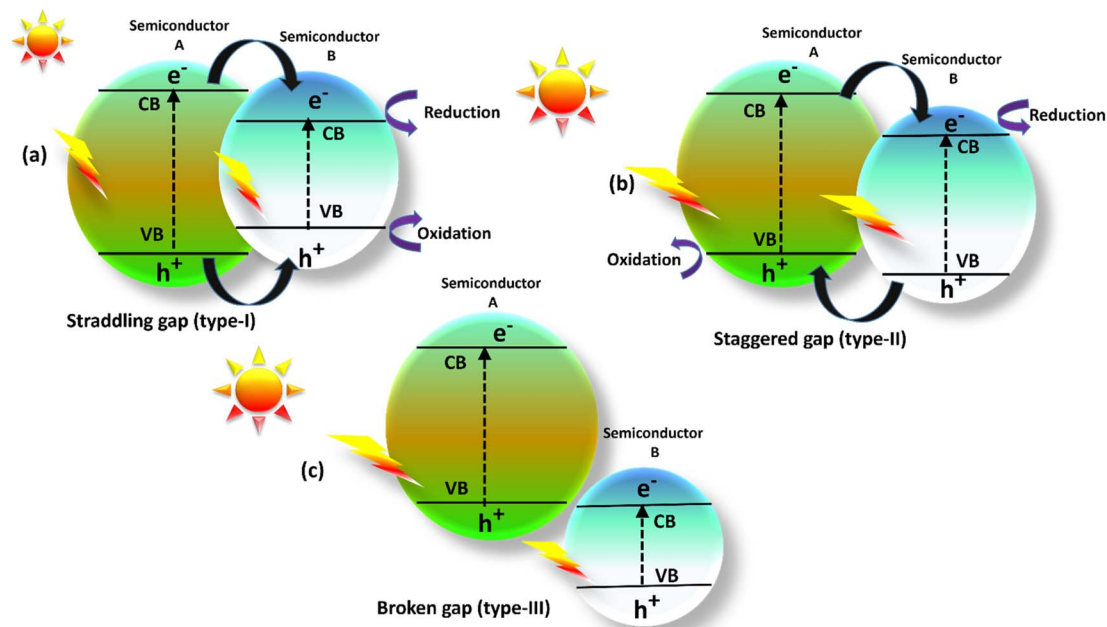 Semiconductor
A
Semiconductor
B
e-
CB
e-
CB
Reduction
(a)
VB
VB
Oxidation
h+
h+
Straddling gap (type-I)
Semiconductor
A
Semiconductor
B
e-
CB
e-
CB
Reduction
(b)
VB
VB
Oxidation
h+
h+
Staggered gap (type-II)
Semiconductor
A
e-
CB
Semiconductor
B
(c)
VB
e-
h+
CB
VB
h+
Broken gap (type-III)